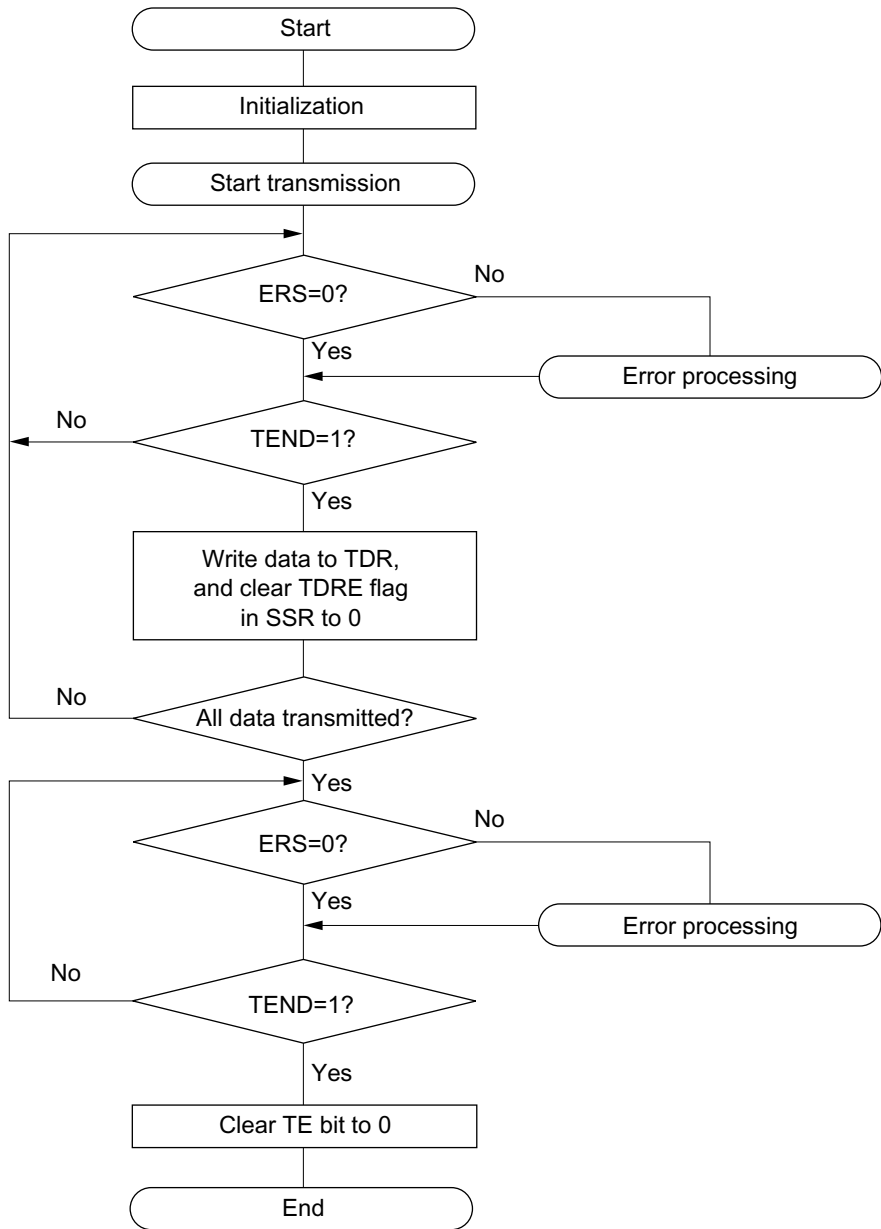 Start
Initialization
Start transmission
ERS=0?
No
Yes
Error processing
No
TEND=1?
Yes
Write data to TDR,
and clear TDRE flag
in SSR to 0
No
All data transmitted?
Yes
ERS=0?
No
Yes
Error processing
No
TEND=1?
Yes
Clear TE bit to 0
End